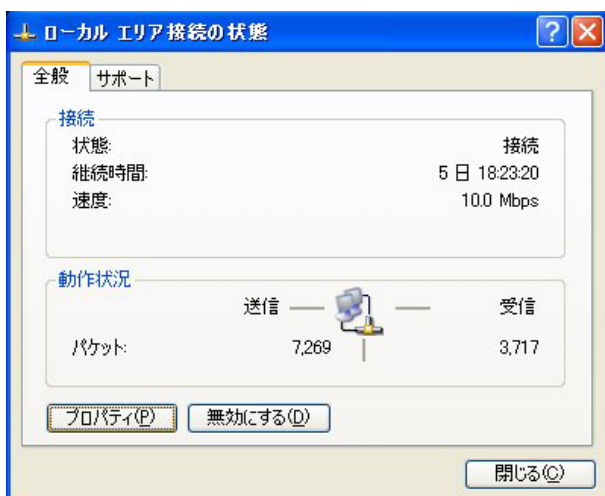 ローカル エリア接続の状態
全般 サポート
接続
状態: 接続
継続時間: 5 日 18:23:20
速度: 10.0 Mbps
動作状況
送信 受信
パケット: 7,269 3,717
プロパティ(P) 無効にする(D)
閉じる(C)